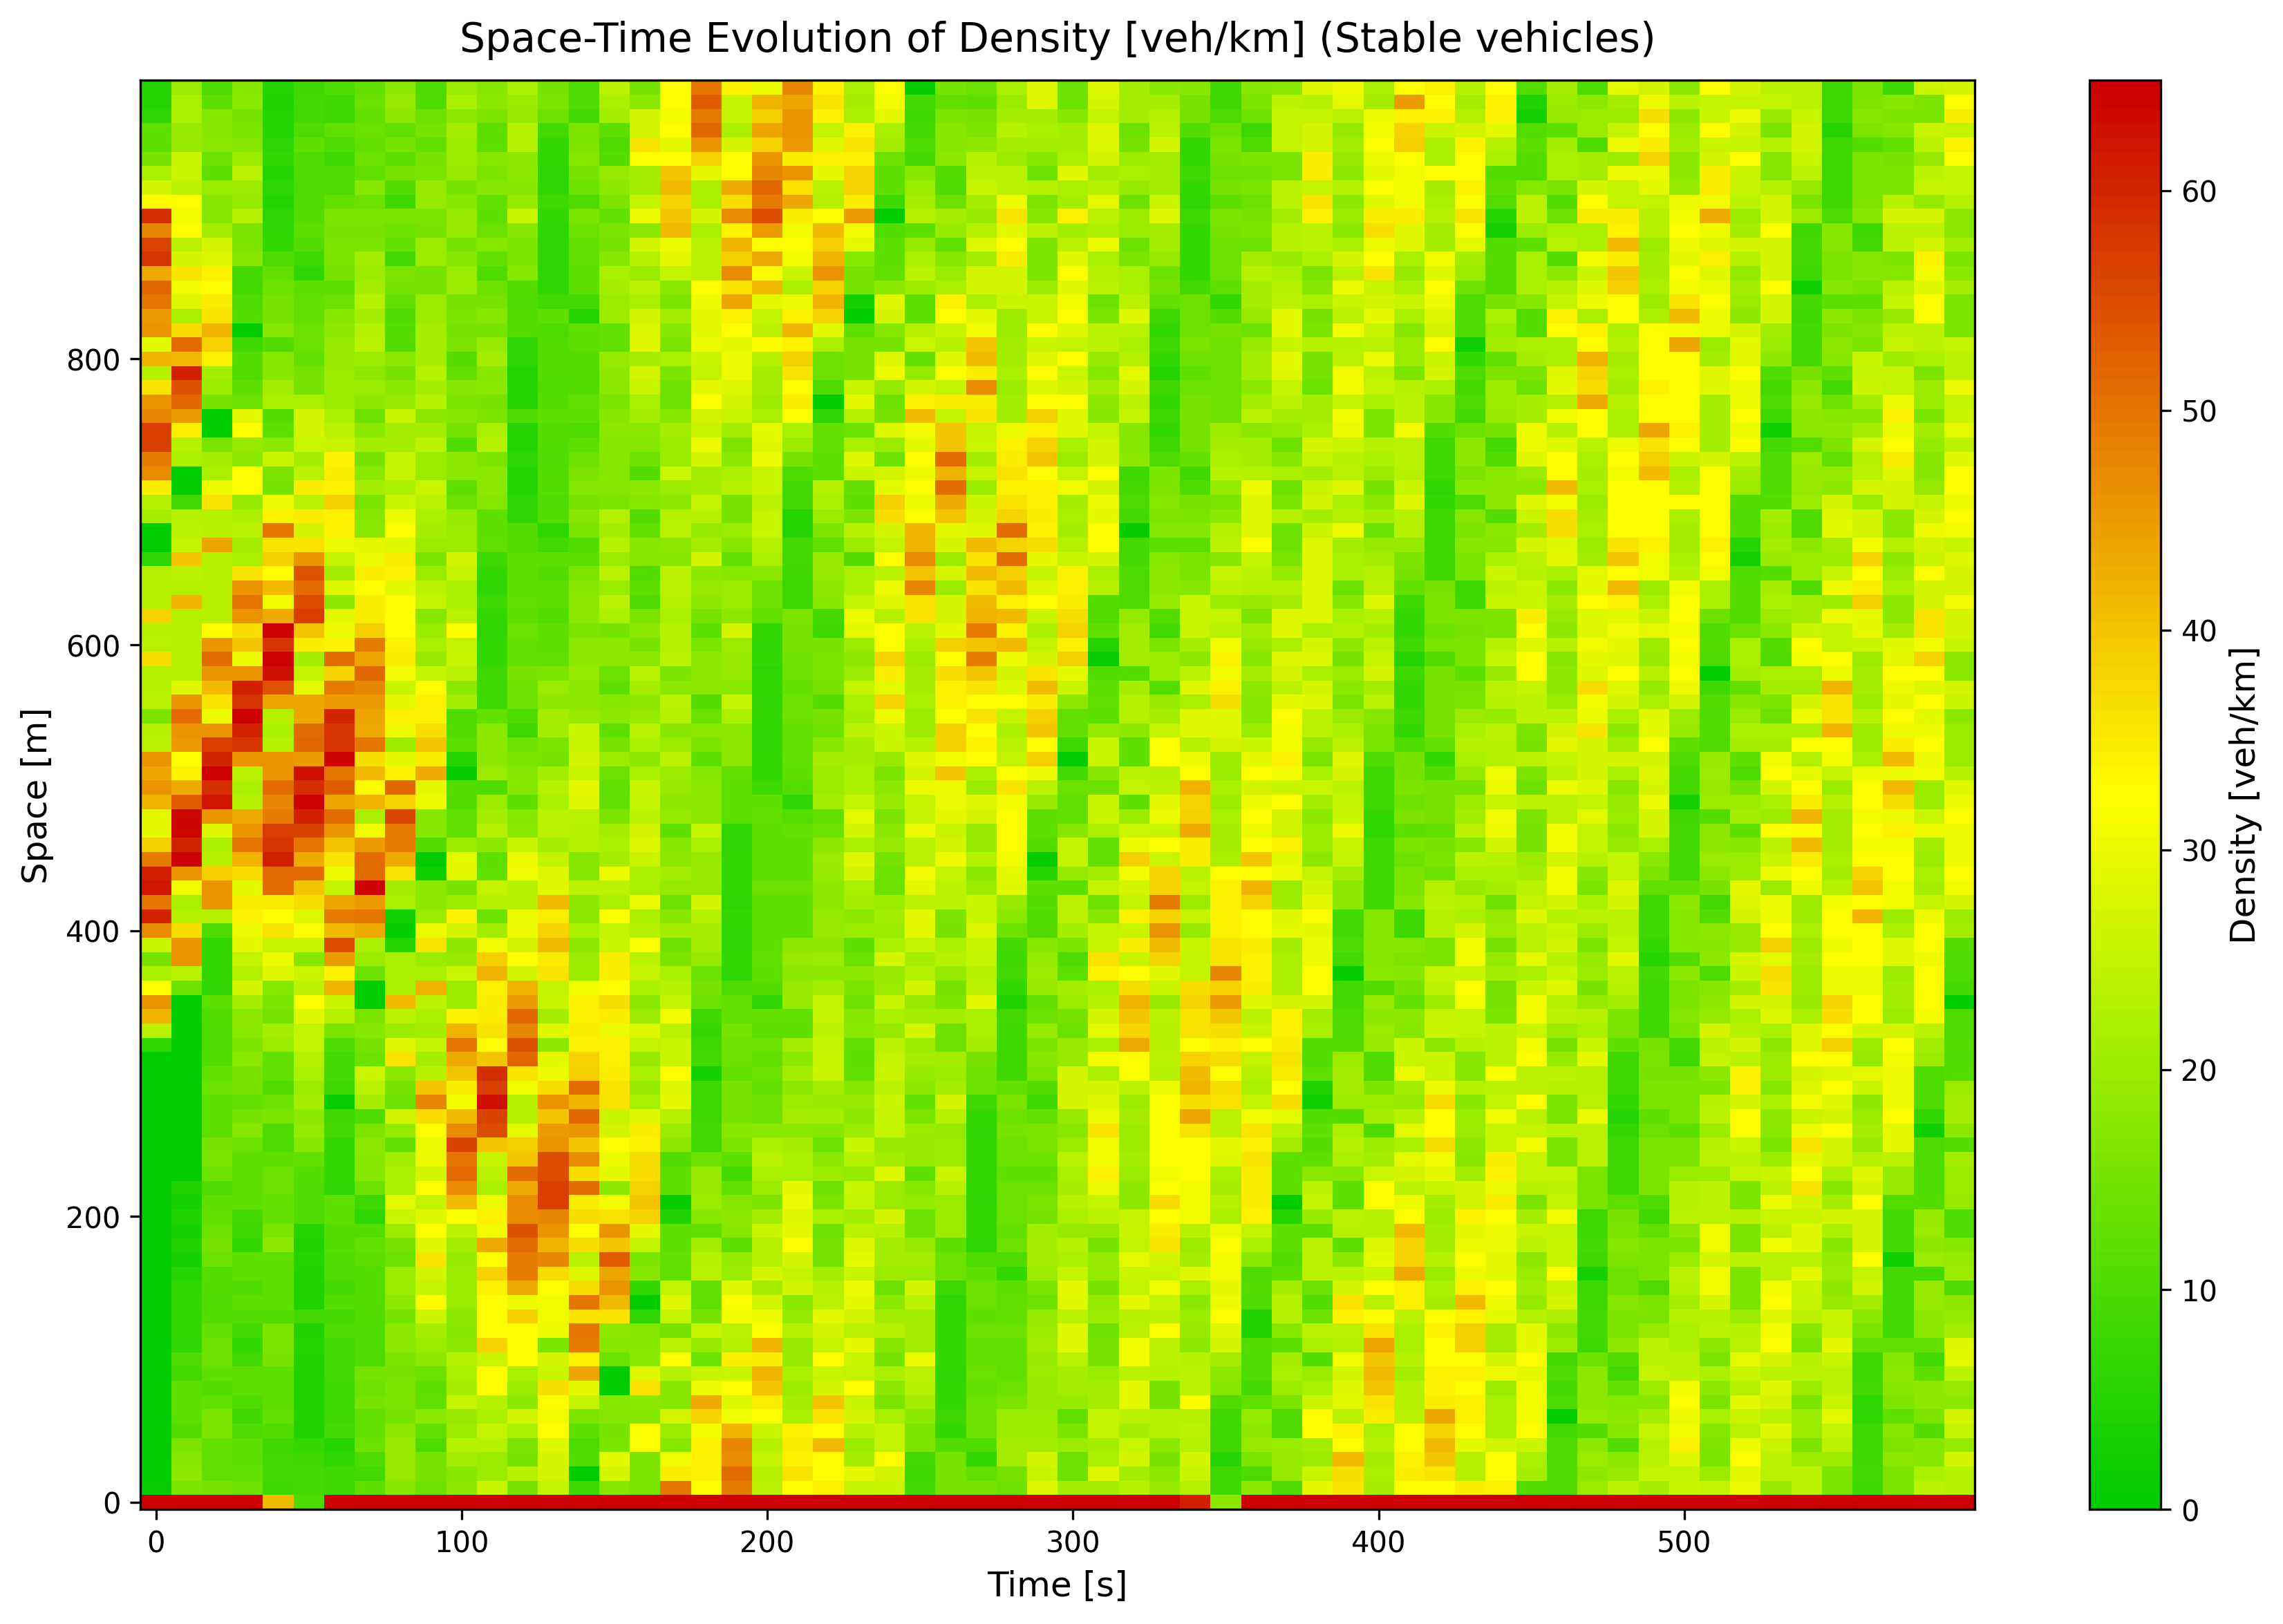 Space-Time Evolution of Density [veh/km] (Stable vehicles)
800
600
400
200
0
Space [m]
0 100 200 300 400 500
Time [s]
60
50
40
30
20
10
0
Density [veh/km]